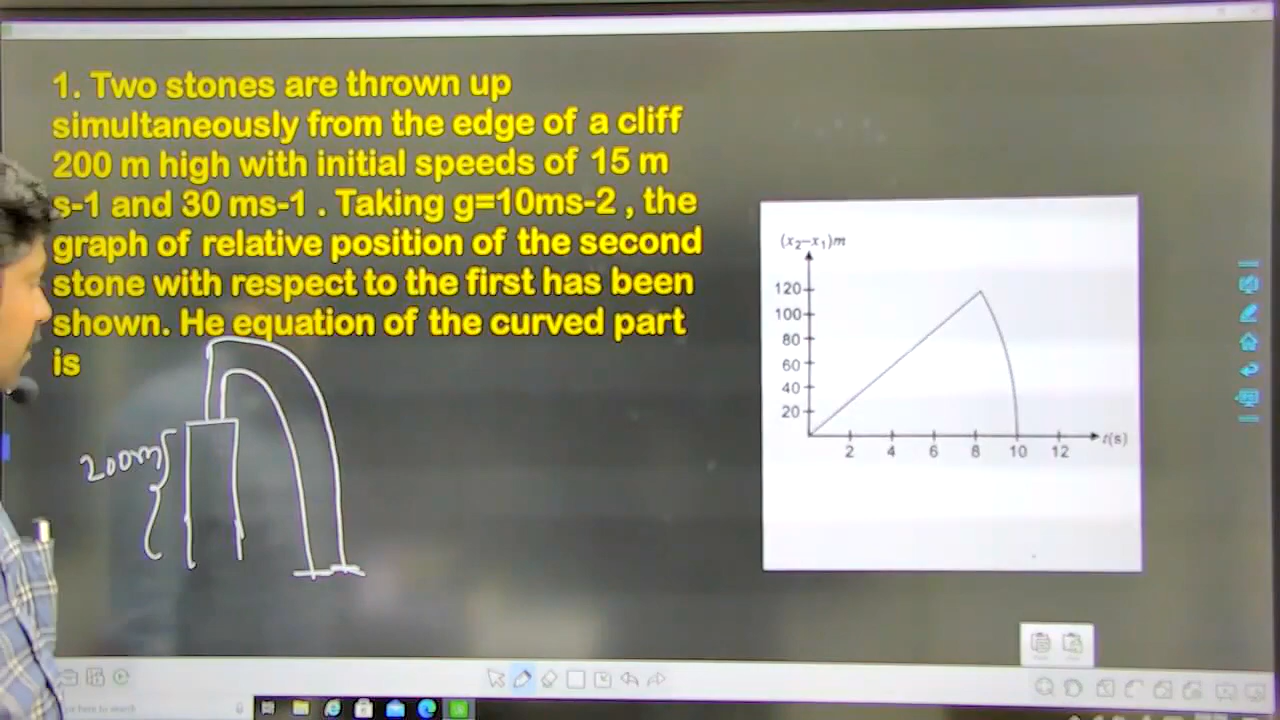 1. Two stones are thrown up
simultaneously from the edge of a cliff
200 m high with initial speeds of 15 m
s-1 and 30 ms-1 . Taking g=10ms-2 , the
graph of relative position of the second
stone with respect to the first has been
shown. He equation of the curved part
is
200m
(x₂–x₁)m
120
100
80
60
40
20
2 4 6 8 10 12
t(s)